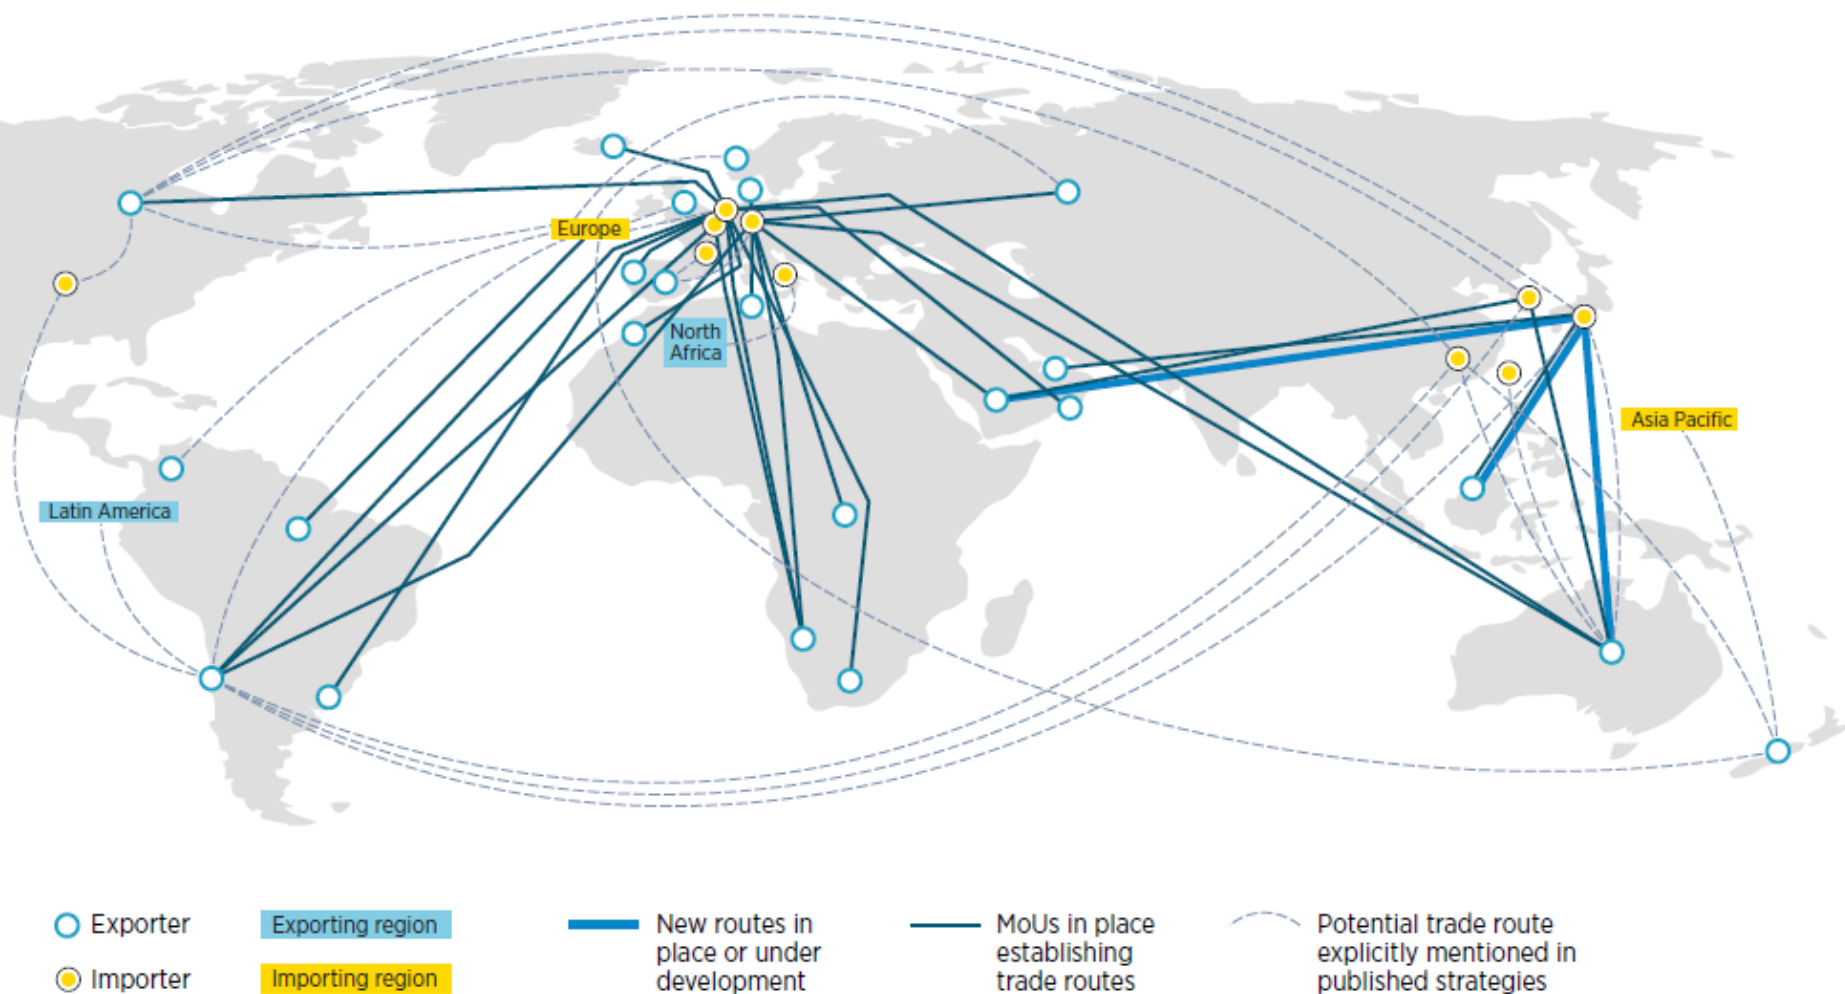 Europe
North
Africa
Asia Pacific
Latin America
Exporter
Exporting region
New routes in
place or under
development
MoUs in place
establishing
trade routes
Potential trade route
explicitly mentioned in
published strategies
Importer
Importing region